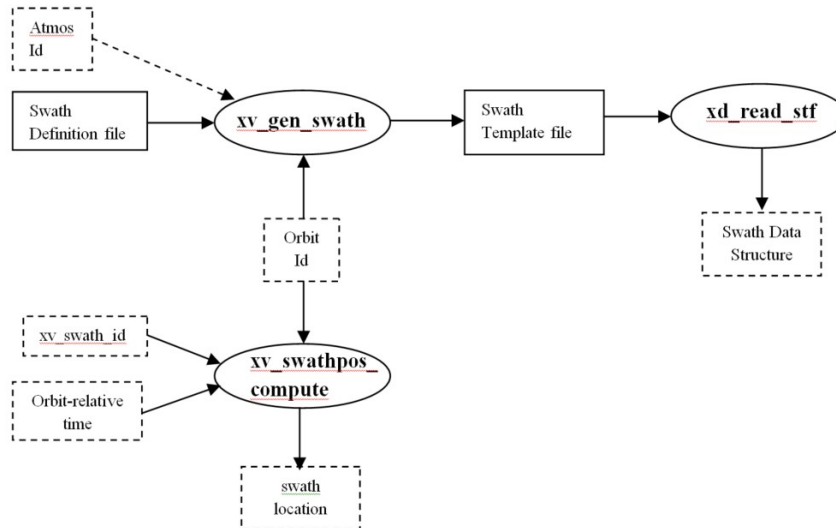 Atmos
Id
Swath
Definition file
xv_gen_swath
Swath
Template file
xd_read_stf
Orbit
Id
Swath Data
Structure
xv_swath_id
xv_swathpos_
compute
Orbit-relative
time
swath
location